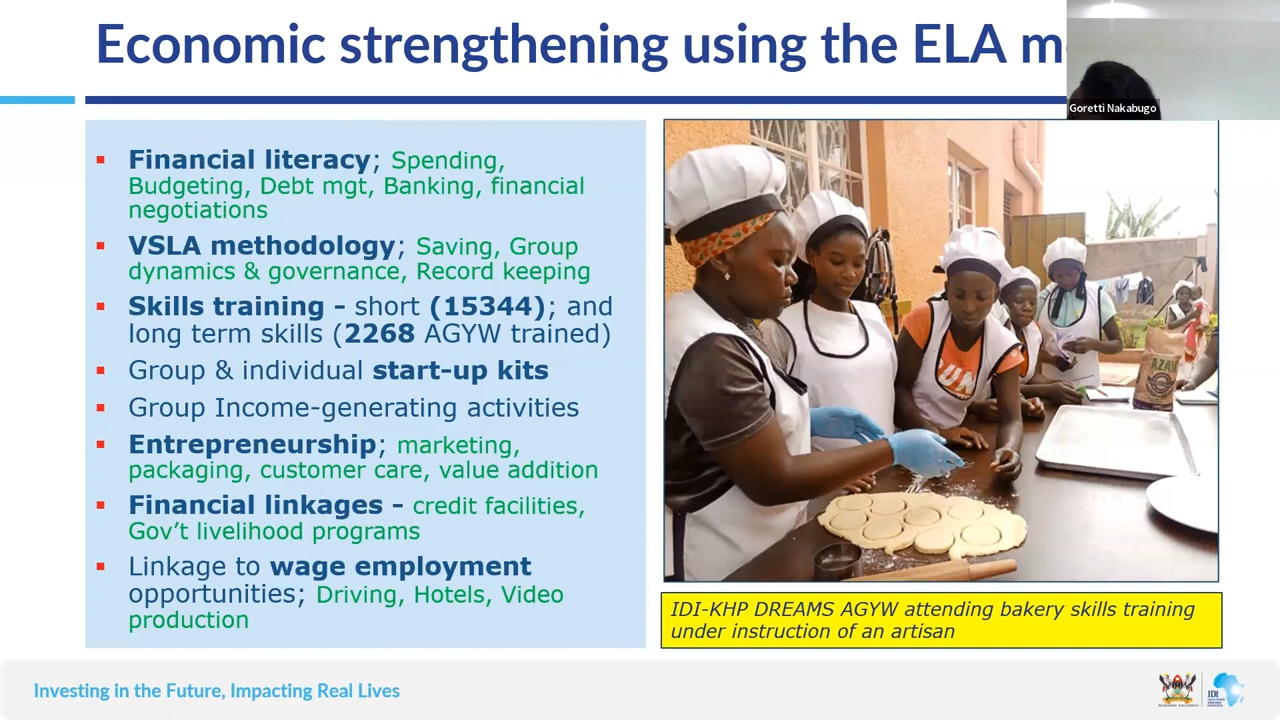 Economic strengthening using the ELA m
Goretti Nakabugo
Financial literacy; Spending,
Budgeting, Debt mgt, Banking, financial
negotiations
VSLA methodology; Saving, Group
dynamics & governance, Record keeping
Skills training - short (15344); and
long term skills (2268 AGYW trained)
Group & individual start-up kits
Group Income-generating activities
Entrepreneurship; marketing,
packaging, customer care, value addition
Financial linkages - credit facilities,
Gov't livelihood programs
Linkage to wage employment
opportunities; Driving, Hotels, Video
production
AZAM
IDI-KHP DREAMS AGYW attending bakery skills training
under instruction of an artisan
Investing in the Future, Impacting Real Lives
IDI